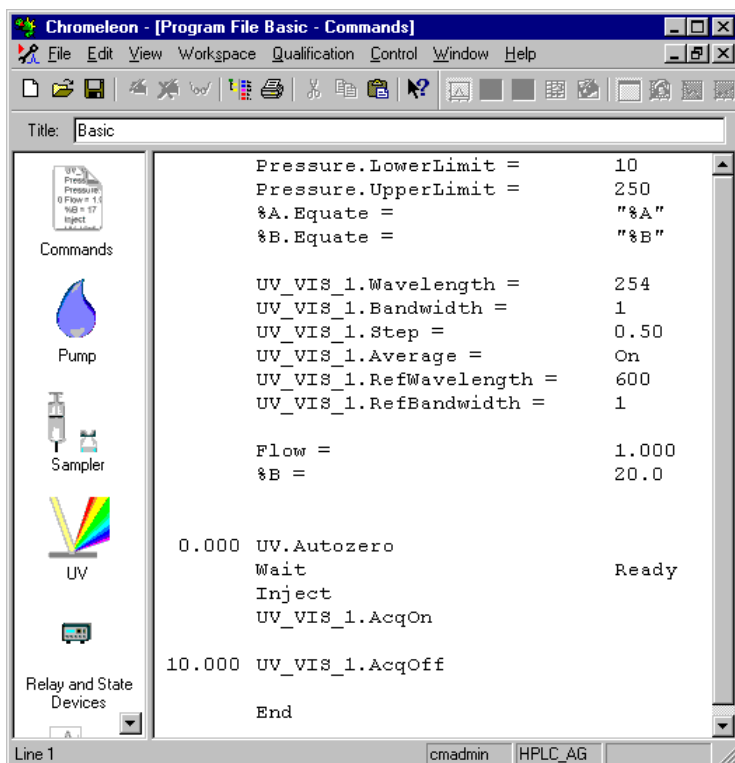 Chromeleon - [Program File Basic - Commands]
File Edit View Workspace Qualification Control Window Help
Title: Basic
Commands
Pump
Sampler
UV
Relay and State
Devices
Pressure.LowerLimit = 10
Pressure.UpperLimit = 250
%A.Equate = "%A"
%B.Equate = "%B"
UV_VIS_1.Wavelength = 254
UV_VIS_1.Bandwidth = 1
UV_VIS_1.Step = 0.50
UV_VIS_1.Average = On
UV_VIS_1.RefWavelength = 600
UV_VIS_1.RefBandwidth = 1
Flow = 1.000
%B = 20.0
0.000 UV.Autozero
Wait Ready
Inject
UV_VIS_1.AcqOn
10.000 UV_VIS_1.AcqOff
End
Line 1 cmadmin HPLC_AG